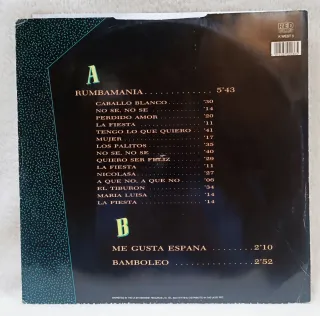 A
RUMBAMANIA............5'43
CABALLO BLANCO............'30
NO SE, NO SE............'14
PERDIDO AMOR............'20
LA FIESTA............'11
TENGO LO QUE QUIERO....'41
MUJER............'17
LOS PALITOS............'35
NO SE, NO SE............'40
QUIERO SER FELIZ............'29
LA FIESTA............'11
NICOLASA............'27
A QUE NO, A QUE NO....'06
EL TIBURON............'34
MARIA LUISA............'14
LA FIESTA............'14
B
ME GUSTA ESPANA.........2'10
BAMBOLEO............2'52